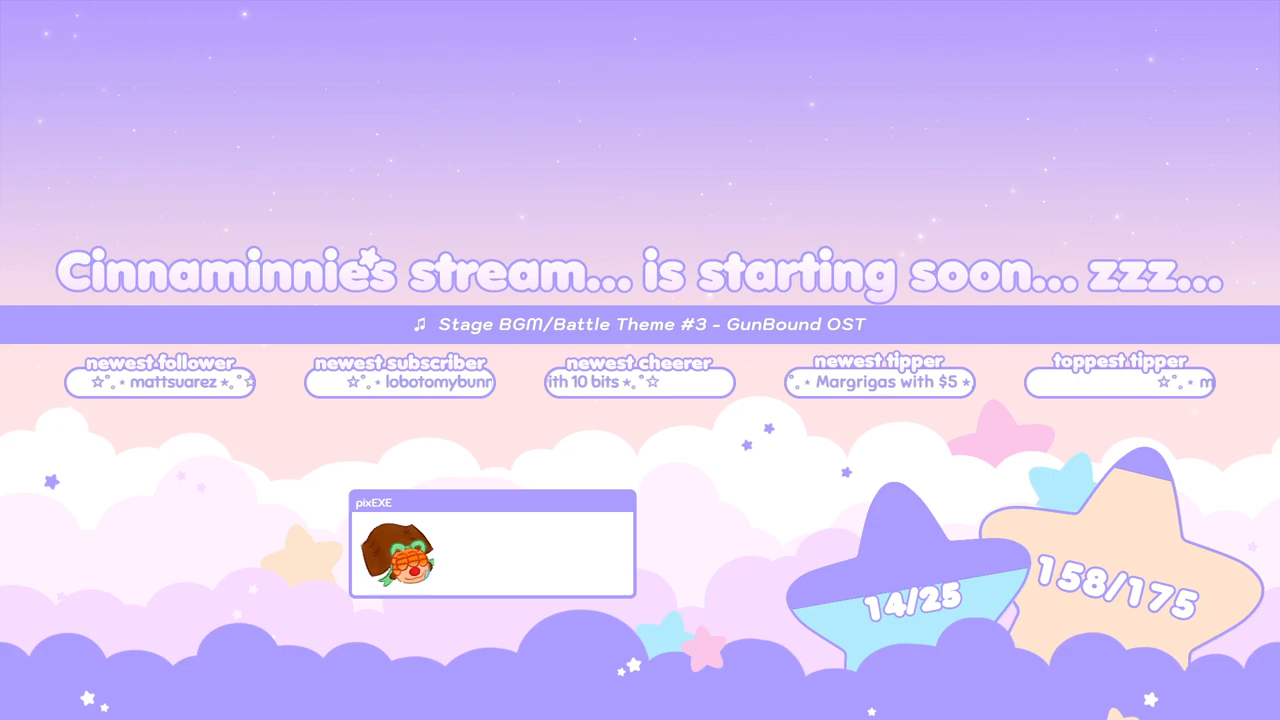 Cinnaminnie's stream... is starting soon... zzz...
♫ Stage BGM/Battle Theme #3 - GunBound OST
newest follower newest subscriber newest cheerer newest tipper toppest tipper
☆˚。⋆ mattsuarez ⋆。˚☆ ☆˚。⋆ lobotomybunn ith 10 bits ⋆。˚☆ ˚。⋆ Margrigas with $5 ⋆ ☆˚。⋆ m
pixEXE
158/175
14/25